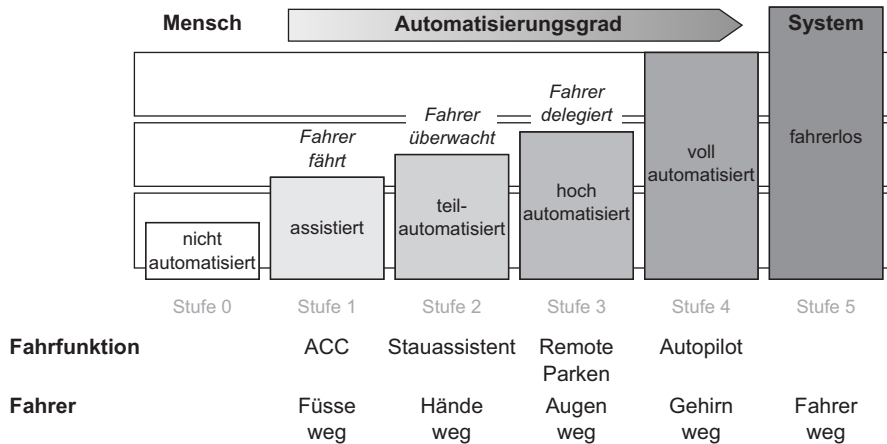 Mensch
Automatisierungsgrad
System
Fahrer
delegiert
Fahrer
überwacht
Fahrer
fährt
nicht
automatisiert
assistiert
teil-
automatisiert
hoch
automatisiert
voll
automatisiert
fahrerlos
Stufe 0
Stufe 1
Stufe 2
Stufe 3
Stufe 4
Stufe 5
Fahrfunktion
ACC
Stauassistent
Remote
Parken
Autopilot
Fahrer
Füsse
weg
Hände
weg
Augen
weg
Gehirn
weg
Fahrer
weg